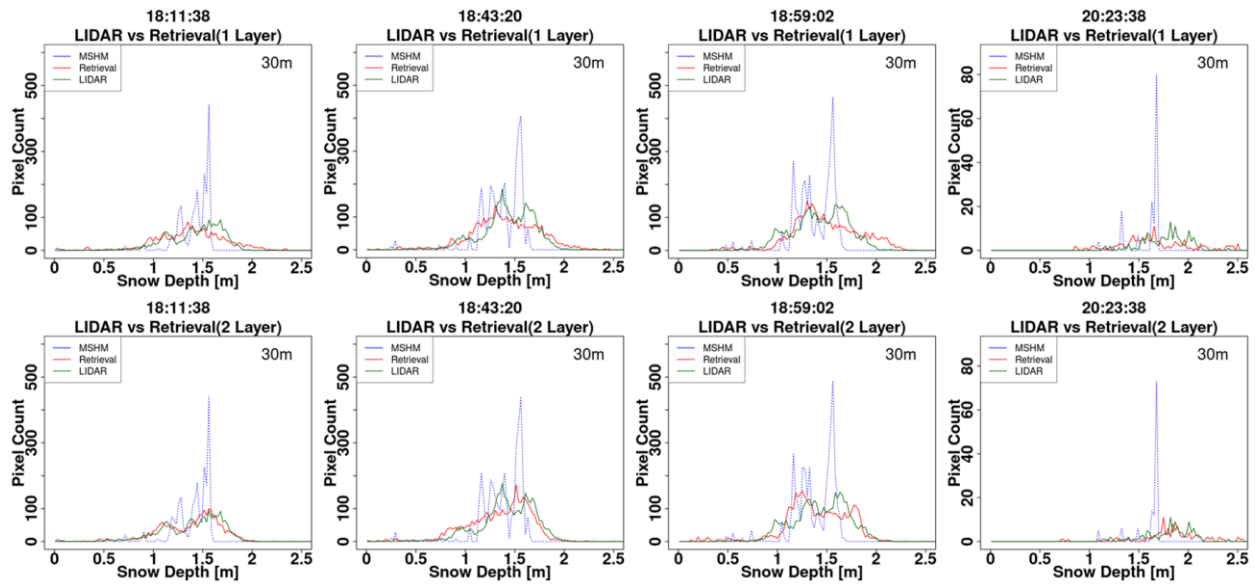 18:11:38
LIDAR vs Retrieval(1 Layer)
MSHM
Retrieval
LIDAR
30m
Pixel Count
0 100 300 500
0 0.5 1 1.5 2 2.5
Snow Depth [m]
18:43:20
LIDAR vs Retrieval(1 Layer)
MSHM
Retrieval
LIDAR
30m
Pixel Count
0 100 300 500
0 0.5 1 1.5 2 2.5
Snow Depth [m]
18:59:02
LIDAR vs Retrieval(1 Layer)
MSHM
Retrieval
LIDAR
30m
Pixel Count
0 100 300 500
0 0.5 1 1.5 2 2.5
Snow Depth [m]
20:23:38
LIDAR vs Retrieval(1 Layer)
MSHM
Retrieval
LIDAR
30m
Pixel Count
0 20 40 60 80
0 0.5 1 1.5 2 2.5
Snow Depth [m]
18:11:38
LIDAR vs Retrieval(2 Layer)
MSHM
Retrieval
LIDAR
30m
Pixel Count
0 100 300 500
0 0.5 1 1.5 2 2.5
Snow Depth [m]
18:43:20
LIDAR vs Retrieval(2 Layer)
MSHM
Retrieval
LIDAR
30m
Pixel Count
0 100 300 500
0 0.5 1 1.5 2 2.5
Snow Depth [m]
18:59:02
LIDAR vs Retrieval(2 Layer)
MSHM
Retrieval
LIDAR
30m
Pixel Count
0 100 300 500
0 0.5 1 1.5 2 2.5
Snow Depth [m]
20:23:38
LIDAR vs Retrieval(2 Layer)
MSHM
Retrieval
LIDAR
30m
Pixel Count
0 20 40 60 80
0 0.5 1 1.5 2 2.5
Snow Depth [m]